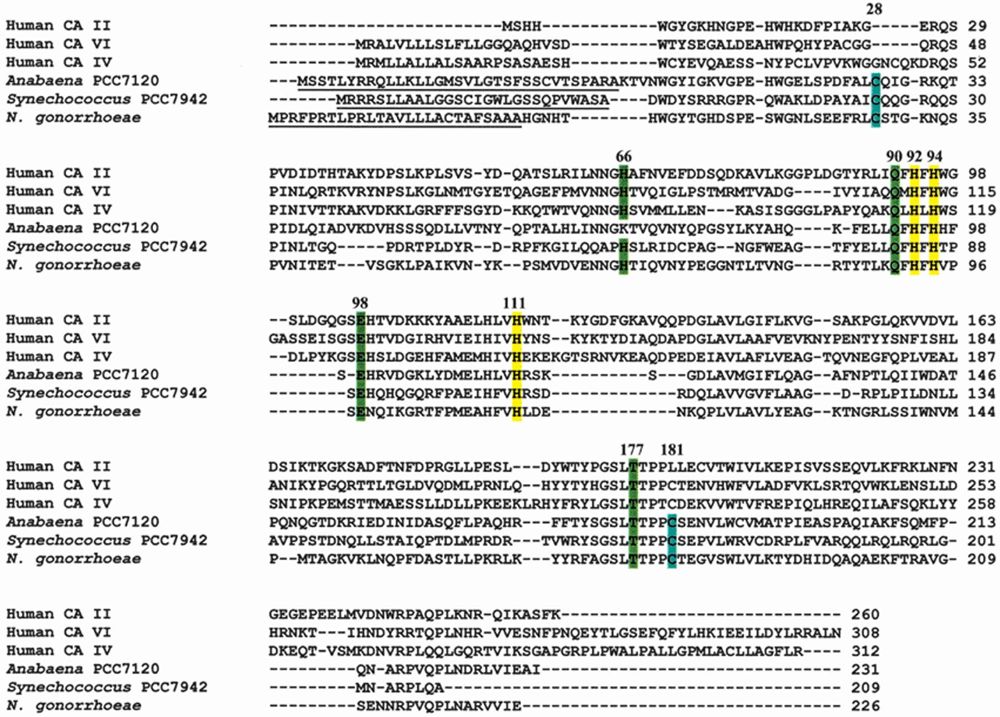 28
Human CA II ------------------------MSHH------------WGYGKHNGPE-HWHKDFPIAKG-----ERQS 29
Human CA VI ---------MRALVLLLSLFLLGGQAQHVSD---------WTYSEGALDEAHWPQHYPACGG-----QRQS 48
Human CA IV ---------MRMLLALLALSAARPSASAESH---------WCYEVQAESS-NYPCLVPVKWGGNCQKDRQS 52
Anabaena PCC7120 ---MSSTLYRRQLLKLLGMSVLGTSFSSCVTSPARAKTVNWGYIGKVGPE-HWGELSPDFALCQIG-RKQT 33
Synechococcus PCC7942 -------MRRRSLLAALGGSCIGWLGSSQPVWASA----DWDYSRRRGPR-QWAKLDPAYAICQQG-RQQS 30
N. gonorrhoeae MPRFPRTLPRLTAVLLLACTAFSAAAHGNHT--------HWGYTGHDSPE-SWGNLSEEFRLCSTG-KNQS 35
66 90 92 94
Human CA II PVDIDTHTAKYDPSLKPLSVS-YD-QATSLRILNNGHAFNVEFDDSQDKAVLKGGPLDGTYRLIQFHFHWG 98
Human CA VI PINLQRTKVRYNPSLKGLNMTGYETQAGEFPMVNNGHTVQIGLPSTMRMTVADG----IVYIAQQMHFHWG 115
Human CA IV PINIVTTKAKVDKKLGRFFFSGYD-KKQTWTVQNNGHSVMMLLEN---KASISGGGLPAPYQAKQLHLHWS 119
Anabaena PCC7120 PIDLQIADVKDVHSSSQDLLVTNY-QPTALHLINNGKTVQVNYQPGSYLKYAHQ----K-FELLQFHFHHF 98
Synechococcus PCC7942 PINLTGQ-----PDRTPLDYR--D-RPFKGILQQAPHSLRIDCPAG--NGFWEAG---TFYELLQFHFHTP 88
N. gonorrhoeae PVNITET---VSGKLPAIKVN-YK--PSMVDVENNGHTIQVNYPEGGNTLTVNG----RTYTLKQFHFHVP 96
98 111
Human CA II --SLDGQGSEHTVDKKKYAAELHLVHWNT--KYGDFGKAVQQPDGLAVLGIFLKVG--SAKPGLQKVVDVL 163
Human CA VI GASSEISGSEHTVDGIRHVIEIHIVHYNS--KYKTYDIAQDAPDGLAVLAAFVEVKNYPENTYYSNFISHL 184
Human CA IV --DLPYKGSEHSLDGEHFAMEMHIVHEKEKGTSRNVKEAQDPEDEIAVLAFLVEAG-TQVNEGFQPLVEAL 187
Anabaena PCC7120 -------S-EHRVDGKLYDMELHLVHRSK----------S---GDLAVMGIFLQAG--AFNPTLQIIWDAT 146
Synechococcus PCC7942 --------SEHQHQGQRFPAEIHFVHRSD-------------RDQLAVVGVFLAAG---D-RPLPILDNLL 134
N. gonorrhoeae --------SENQIKGRTFPMEAHFVHLDE-------------NKQPLVLAVLYEAG--KTNGRLSSIWNVM 144
177 181
Human CA II DSIKTKGKSADFTNFDPRGLLPESL---DYWTYPGSLTTPPLLECVTWIVLKEPISVSSEQVLKFRKLNFN 231
Human CA VI ANIKYPGQRTTLTGLDVQDMLPRNLQ--HYYTYHGSLTTPPCTENVHWFVLADFVKLSRTQVWKLENSLLD 253
Human CA IV SNIPKPEMSTTMAESSLLDLLPKEEKLRHYFRYLGSLTTPTCDEKVVWTVFREPIQLHREQILAFSQKLYY 258
Anabaena PCC7120 PQNQGTDKRIEDINIDASQFLPAQHR---FFTYSGSLTTPPCSENVLWCVMATPIEASPAQIAKFSQMFP- 213
Synechococcus PCC7942 AVPPSTDNQLLSTAIQPTDLMPRDR---TVWRYSGSLTTPPCSEPVLWRVCDRPLFVARQQLRQLRQRLG- 201
N. gonorrhoeae P--MTAGKVKLNQPFDASTLLPKRLK---YYRFAGSLTTPPCTEGVSWLVLKTYDHIDQAQAEKFTRAVG- 209
Human CA II GEGEPEELMVDNWRPAQPLKNR-QIKASFK----------------------------- 260
Human CA VI HRNKT---IHNDYRRTQPLNHR-VVESNFPNQEYTLGSEFQFYLHKIEEILDYLRRALN 308
Human CA IV DKEQT-VSMKDNVRPLQQLGQRTVIKSGAPGRPLPWALPALLGPMLACLLAGFLR---- 312
Anabaena PCC7120 ---------QN-ARPVQPLNDRLVIEAI------------------------------- 231
Synechococcus PCC7942 ---------MN-ARPLQA----------------------------------------- 209
N. gonorrhoeae ---------SENNRPVQPLNARVVIE--------------------------------- 226